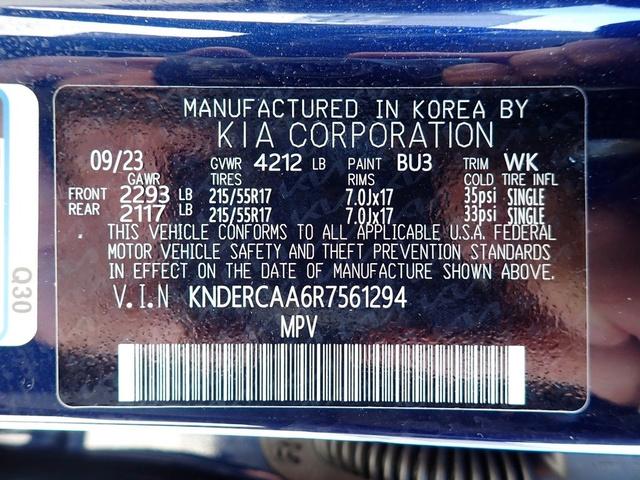 MANUFACTURED IN KOREA BY
KIA CORPORATION
09/23 GVWR 4212 LB PAINT BU3 TRIM WK
GAWR TIRES RIMS COLD TIRE INFL
FRONT 2293 LB 215/55R17 7.0Jx17 35psi SINGLE
REAR 2117 LB 215/55R17 7.0Jx17 33psi SINGLE
THIS VEHICLE CONFORMS TO ALL APPLICABLE U.S.A. FEDERAL
MOTOR VEHICLE SAFETY AND THEFT PREVENTION STANDARDS
IN EFFECT ON THE DATE OF MANUFACTURE SHOWN ABOVE.
V.I.N KNDERCAA6R7561294
MPV
Q30